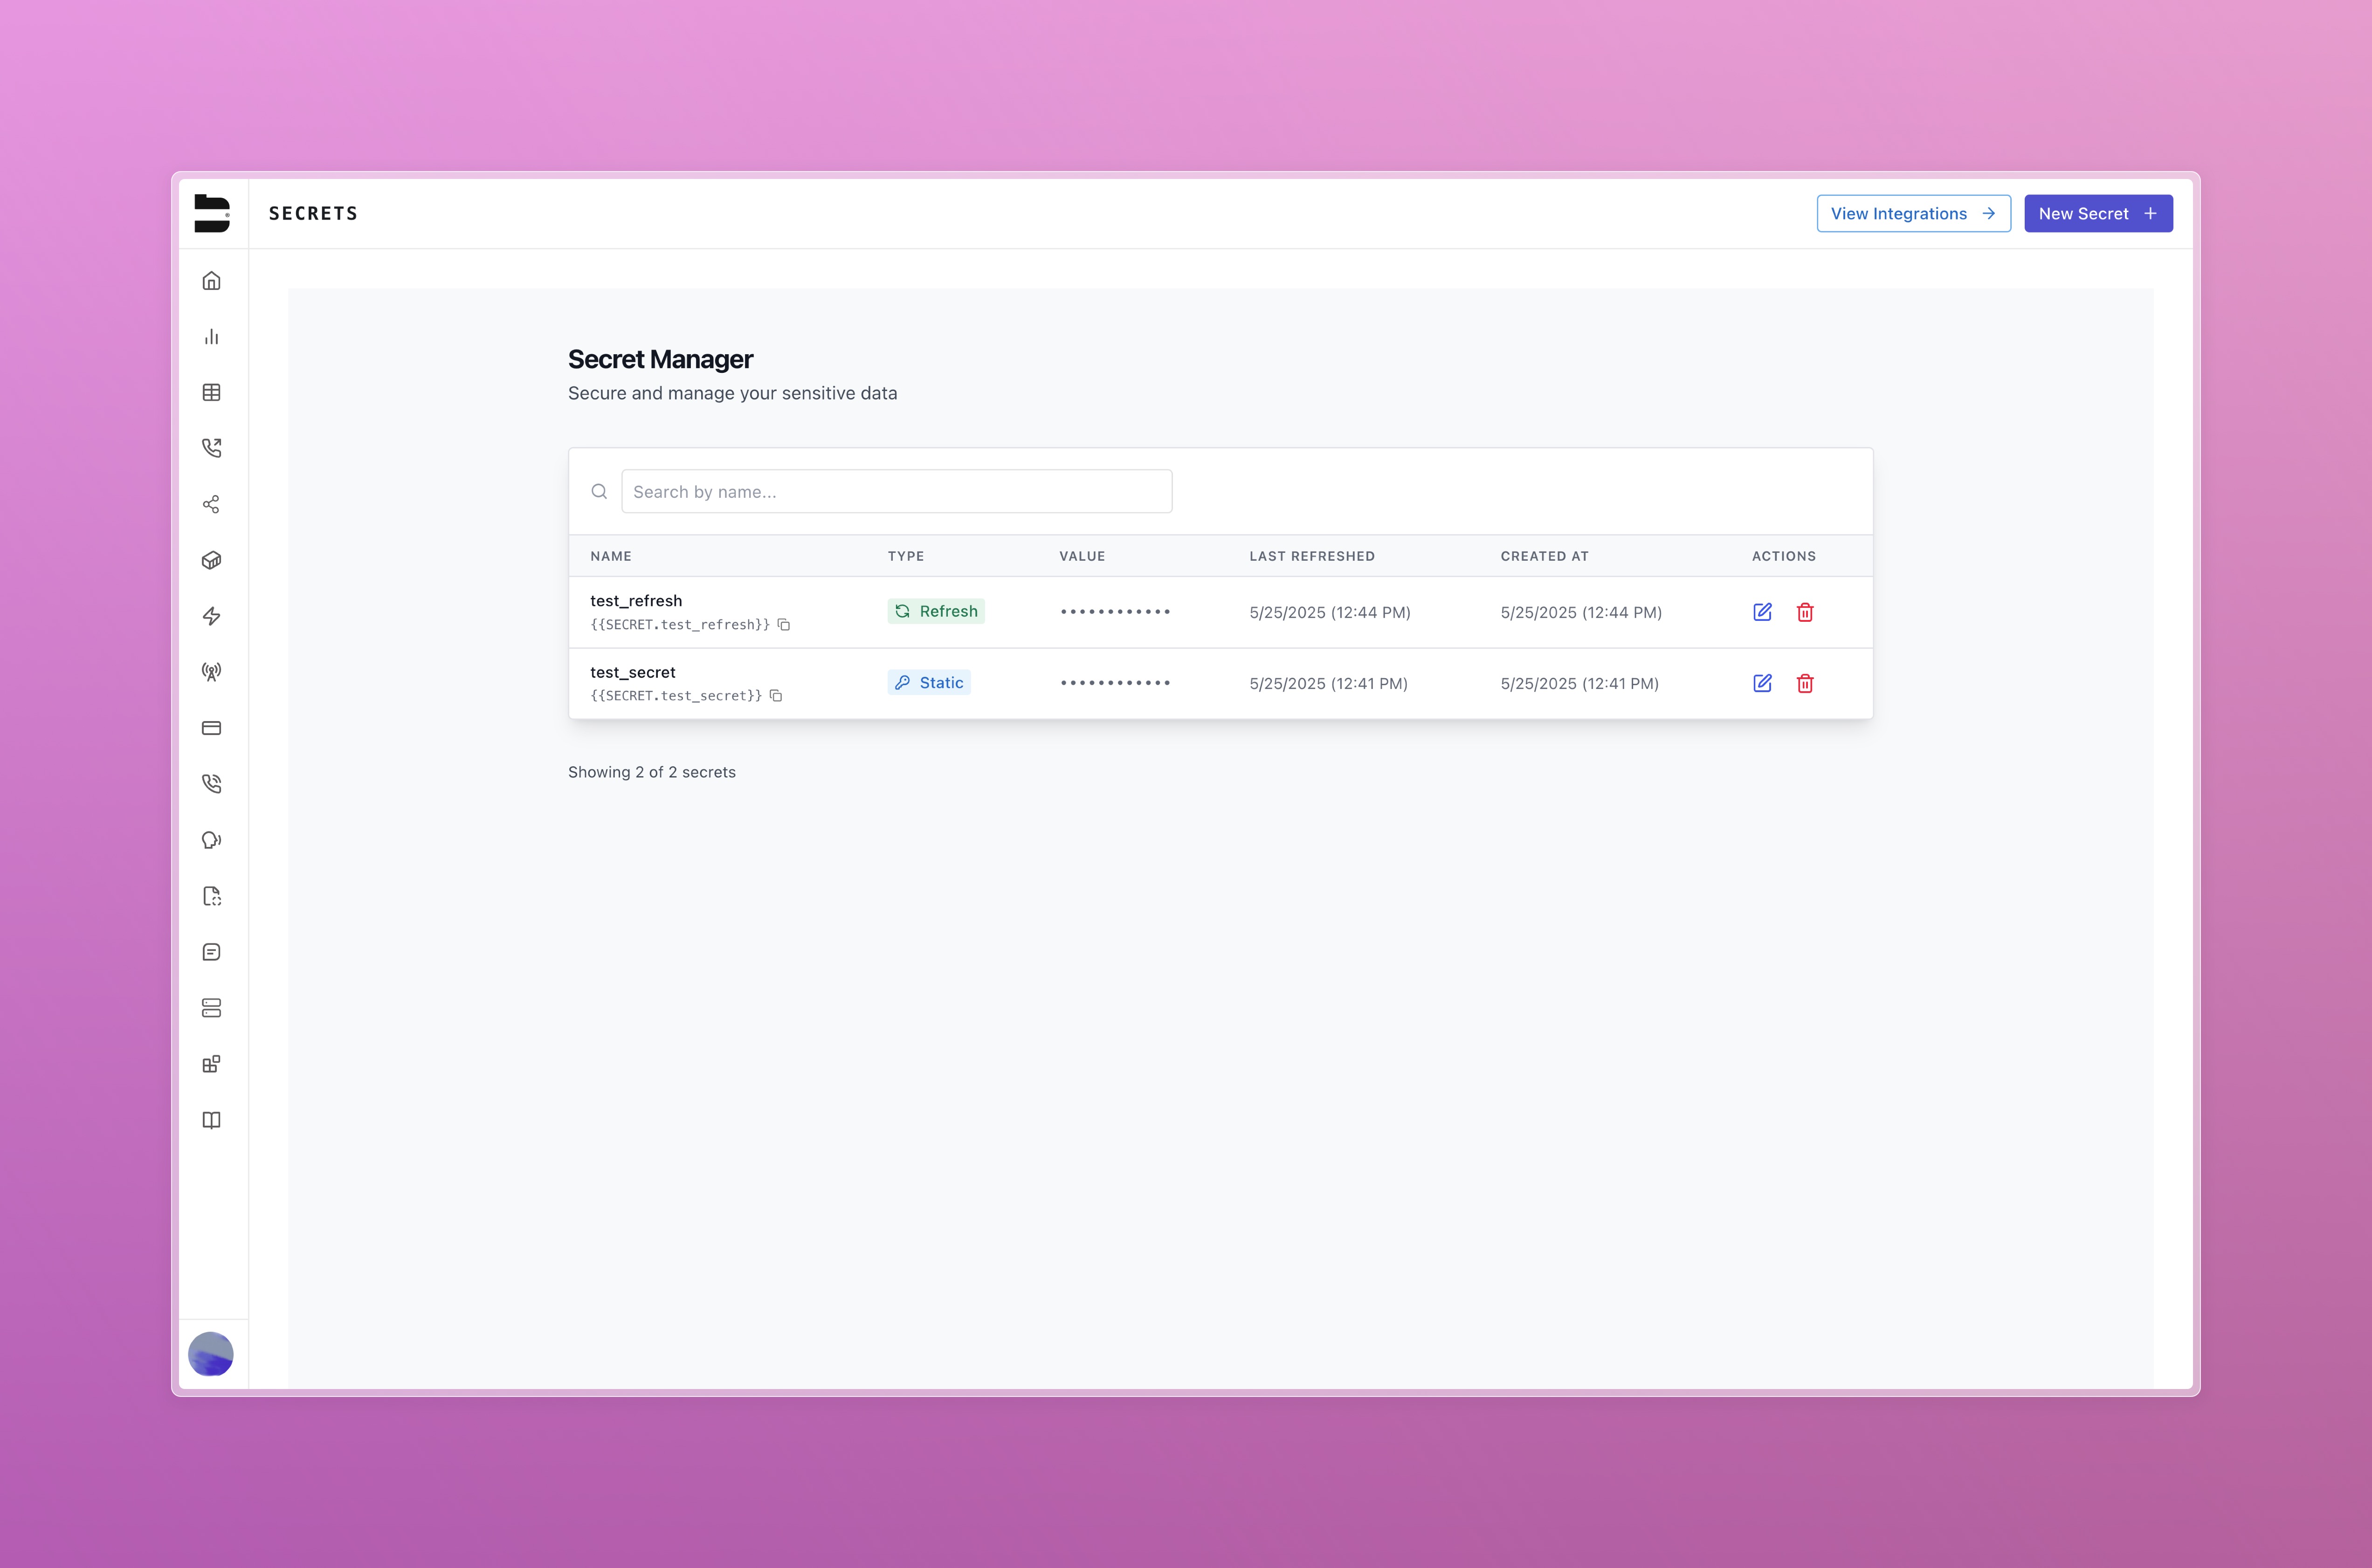 SECRETS
View Integrations
New Secret
Secret Manager
Secure and manage your sensitive data
Search by name...
NAME TYPE VALUE LAST REFRESHED CREATED AT ACTIONS
test_refresh
{{SECRET.test_refresh}}
Refresh
••••••••••••
5/25/2025 (12:44 PM)
5/25/2025 (12:44 PM)
test_secret
{{SECRET.test_secret}}
Static
••••••••••••
5/25/2025 (12:41 PM)
5/25/2025 (12:41 PM)
Showing 2 of 2 secrets